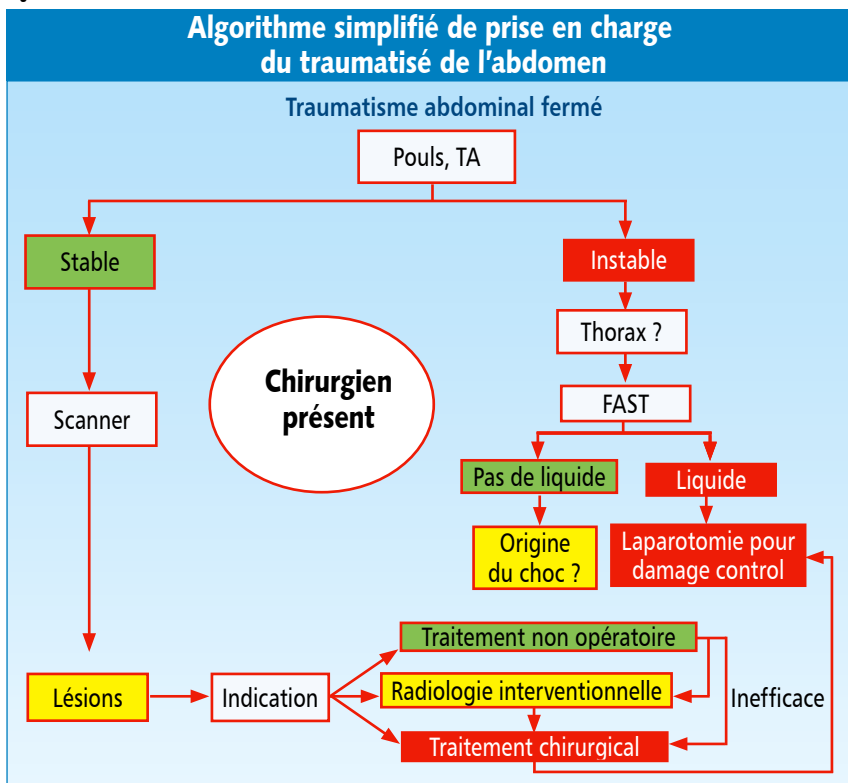 Algorithme simplifié de prise en charge
du traumatisé de l'abdomen
Traumatisme abdominal fermé
Pouls, TA
Stable
Instable
Thorax ?
Chirurgien
présent
Scanner
FAST
Pas de liquide
Liquide
Origine
du choc ?
Laparotomie pour
damage control
Traitement non opératoire
Lésions
Indication
Radiologie interventionnelle
Inefficace
Traitement chirurgical